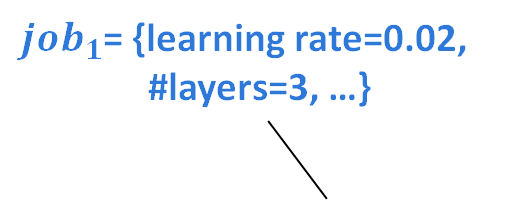 job₁= {learning rate=0.02,
#layers=3, ...}